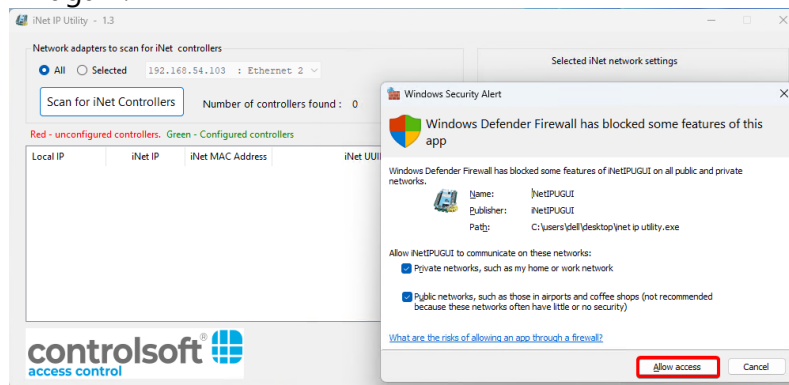 iNet IP Utility - 1.3
Network adapters to scan for iNet controllers
All
Selected
192.168.54.103 : Ethernet 2
Scan for iNet Controllers
Number of controllers found : 0
Red - unconfigured controllers. Green - Configured controllers
Local IP
iNet IP
iNet MAC Address
iNet UUI
Selected iNet network settings
Windows Security Alert
Windows Defender Firewall has blocked some features of this
app
Windows Defender Firewall has blocked some features of iNetIPUGUI on all public and private
networks.
Name: iNetIPUGUI
Publisher: iNetIPUGUI
Path: C:\users\dell\desktop\inet ip utility.exe
Allow iNetIPUGUI to communicate on these networks:
Private networks, such as my home or work network
Public networks, such as those in airports and coffee shops (not recommended
because these networks often have little or no security)
What are the risks of allowing an app through a firewall?
Allow access
Cancel
controlsoft®
access control